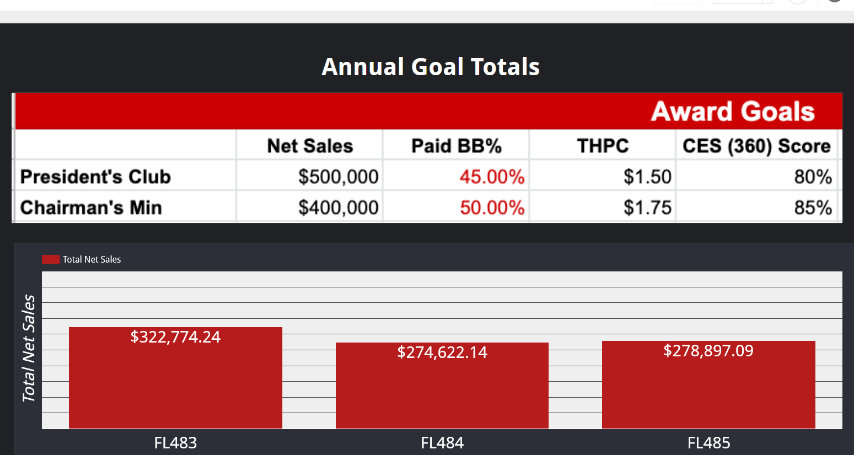 Annual Goal Totals
Award Goals
Net Sales Paid BB% THPC CES (360) Score
President's Club $500,000 45.00% $1.50 80%
Chairman's Min $400,000 50.00% $1.75 85%
Total Net Sales
Total Net Sales
$322,774.24 $274,622.14 $278,897.09
FL483 FL484 FL485